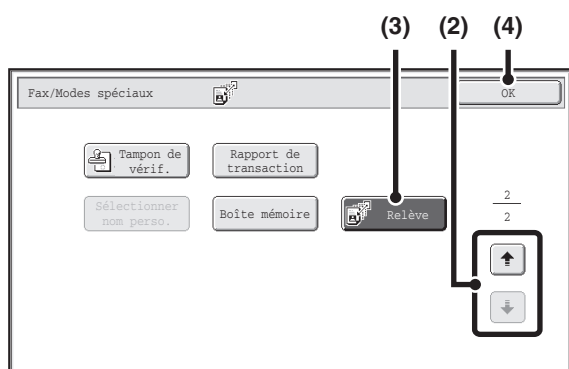 (3) (2) (4)
Fax/Modes spéciaux
OK
Tampon de
vérif.
Rapport de
transaction
Sélectionner
nom perso.
Boîte mémoire
Relève
2
2